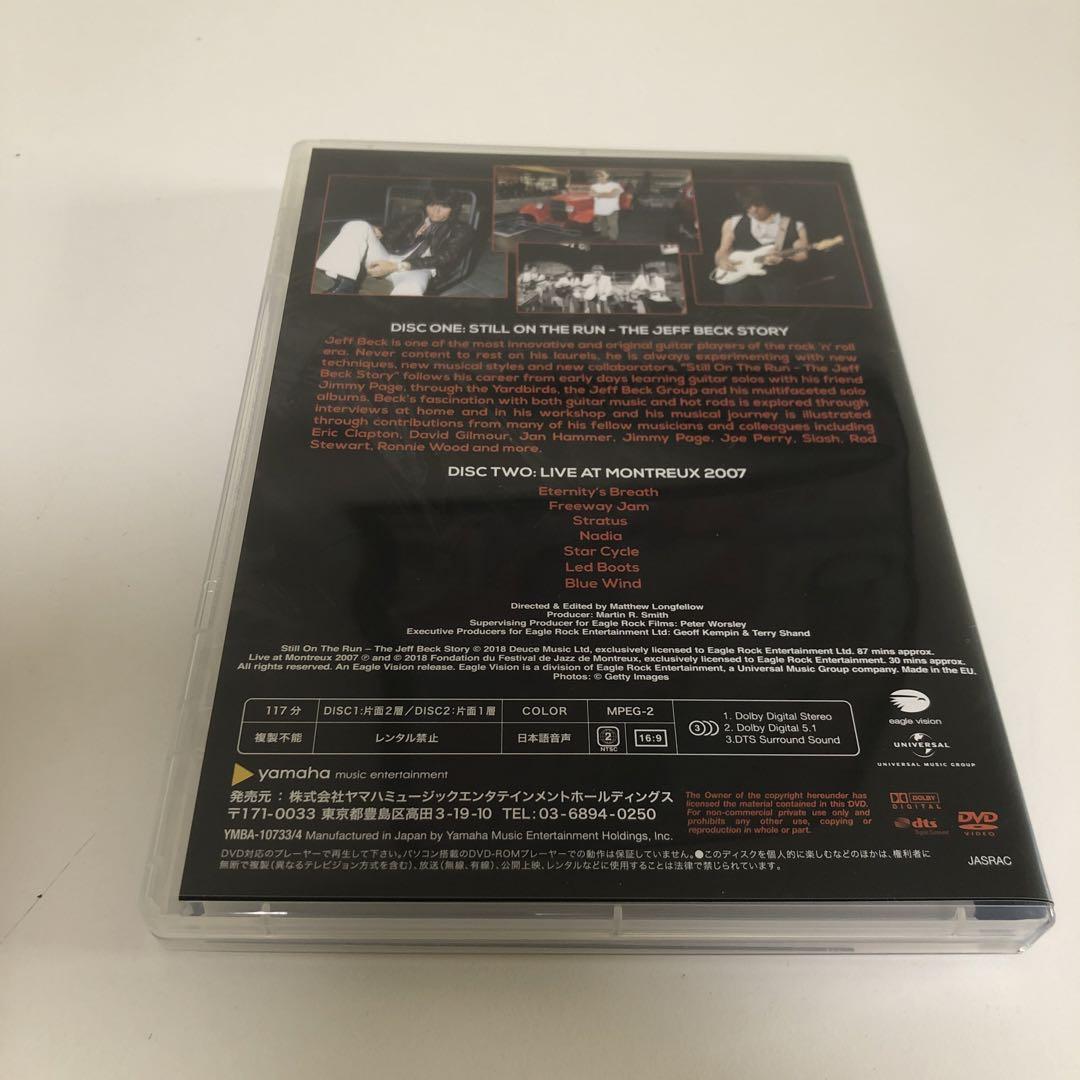 DISC ONE: STILL ON THE RUN – THE JEFF BECK STORY
Jeff Beck is one of the most innovative and original guitar players of the rock 'n' roll
era. Never content to rest on his laurels, he is always experimenting with new
techniques, new musical styles and new collaborators. "Still On The Run – The Jeff
Beck Story" follows his career from early days learning guitar solos with his friend
Jimmy Page, through the Yardbirds, the Jeff Beck Group and his multifaceted solo
albums. Beck's fascination with both guitar music and hot rods is explored through
interviews at home and in his workshop and his musical journey is illustrated
through contributions from many of his fellow musicians and colleagues including
Eric Clapton, David Gilmour, Jan Hammer, Jimmy Page, Joe Perry, Slash, Rod
Stewart, Ronnie Wood and more.
DISC TWO: LIVE AT MONTREUX 2007
Eternity's Breath
Freeway Jam
Stratus
Nadia
Star Cycle
Led Boots
Blue Wind
Directed & Edited by Matthew Longfellow
Producer: Martin R. Smith
Supervising Producer for Eagle Rock Films: Peter Worsley
Executive Producers for Eagle Rock Entertainment Ltd: Geoff Kempin & Terry Shand
Still On The Run – The Jeff Beck Story © 2018 Deuce Music Ltd, exclusively licensed to Eagle Rock Entertainment Ltd. 87 mins approx.
Live at Montreux 2007 ℗ and © 2018 Fondation du Festival de Jazz de Montreux, exclusively licensed to Eagle Rock Entertainment. 30 mins approx.
All rights reserved. An Eagle Vision release. Eagle Vision is a division of Eagle Rock Entertainment, a Universal Music Group company. Made in the EU.
Photos: © Getty Images
117分 DISC1:片面2層/DISC2:片面1層 COLOR MPEG-2
複製不能 レンタル禁止 日本語音声 2 NTSC 16:9
3 1. Dolby Digital Stereo
2. Dolby Digital 5.1
3.DTS Surround Sound
eagle vision
UNIVERSAL
UNIVERSAL MUSIC GROUP
yamaha music entertainment
発売元:株式会社ヤマハミュージックエンタテインメントホールディングス
〒171-0033 東京都豊島区高田3-19-10 TEL:03-6894-0250
YMBA-10733/4 Manufactured in Japan by Yamaha Music Entertainment Holdings, Inc.
The Owner of the copyright hereunder has
licensed the material contained in this DVD.
For non-commercial private use only and
prohibits any other use, copying or
reproduction in whole or part.
DOLBY
DIGITAL
dts Digital Surround
DVD
VIDEO
DVD対応のプレーヤーで再生して下さい。パソコン搭載のDVD-ROMプレーヤーでの動作は保証していません。●このディスクを個人的に楽しむなどのほかは、権利者に
無断で複製(異なるテレビジョン方式を含む)、放送(無線、有線)、公開上映、レンタルなどに使用することは法律で禁じられています。
JASRAC